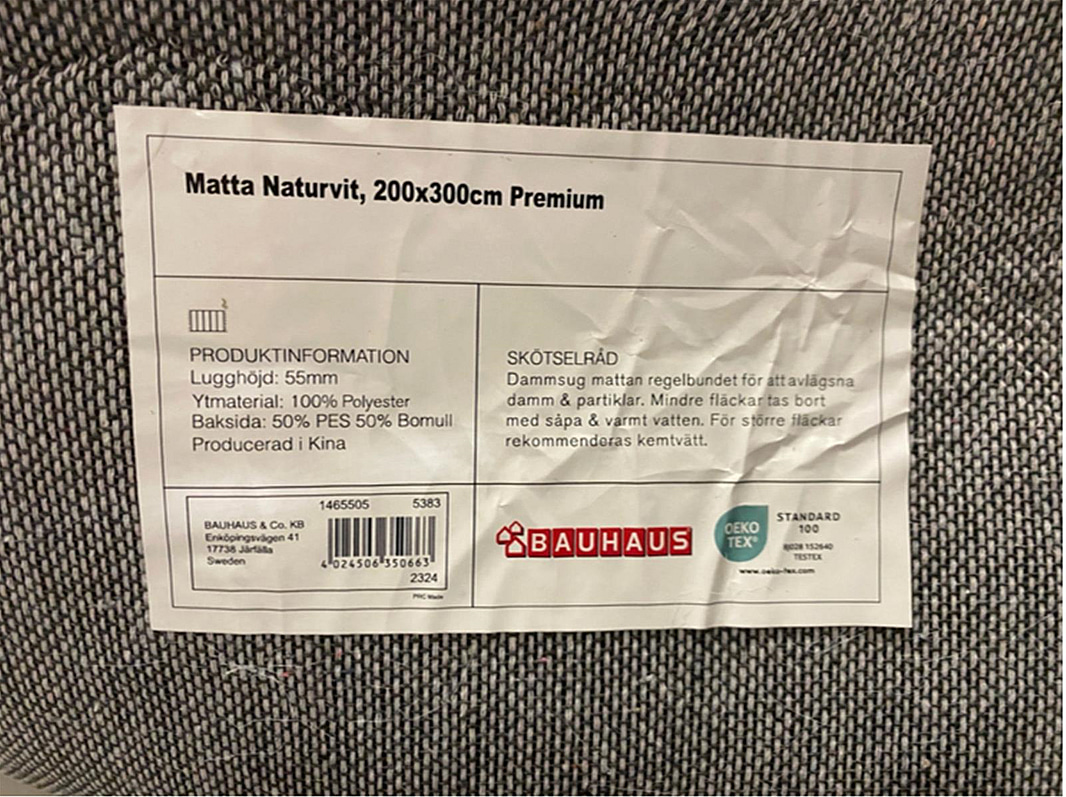 Matta Naturvit, 200x300cm Premium
PRODUKTINFORMATION
Lugghöjd: 55mm
Ytmaterial: 100% Polyester
Baksida: 50% PES 50% Bomull
Producerad i Kina
SKÖTSELRÅD
Dammsug mattan regelbundet för att avlägsna
damm & partiklar. Mindre fläckar tas bort
med såpa & varmt vatten. För större fläckar
rekommenderas kemtvätt.
1465505 5383
BAUHAUS & Co. KB
Enköpingsvägen 41
17738 Järfälla
Sweden
4 024506 350663
2324
PRC Made
BAUHAUS
OEKO
TEX®
STANDARD
100
152640
TESTEX
www.oeko-tex.com